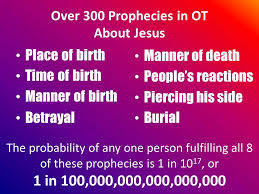 Over 300 Prophecies in OT
About Jesus
• Place of birth
• Time of birth
• Manner of birth
• Betrayal
• Manner of death
• People's reactions
• Piercing his side
• Burial
The probability of any one person fulfilling all 8
of these prophecies is 1 in 10¹⁷, or
1 in 100,000,000,000,000,000